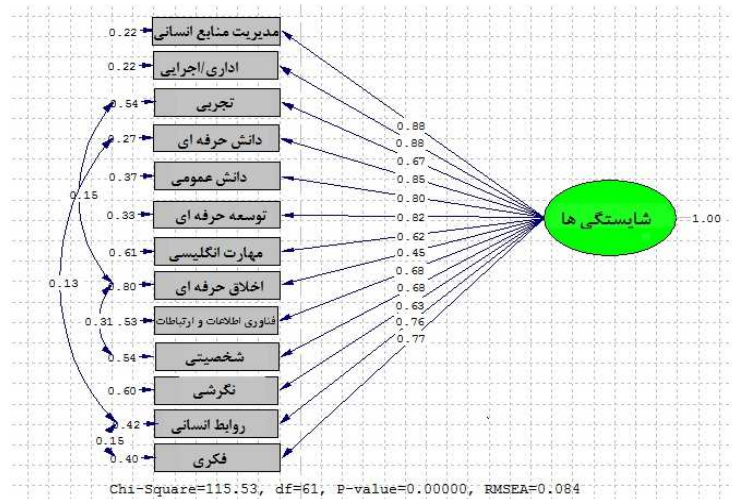 0.22 مدیریت منابع انسانی 0.88
0.22 اداری/اجرایی 0.88
0.54 تجربی 0.67
0.27 دانش حرفه ای 0.85
0.37 دانش عمومی 0.80
0.33 توسعه حرفه ای 0.82
0.61 مهارت انگلیسی 0.62
0.80 اخلاق حرفه ای 0.45
.53 فناوری اطلاعات و ارتباطات 0.68
0.54 شخصیتی 0.68
0.60 نگرشی 0.63
0.42 روابط انسانی 0.76
0.40 فکری 0.77
شایستگی ها 1.00
0.15
0.13
0.31
0.15
Chi-Square=115.53, df=61, P-value=0.00000, RMSEA=0.084